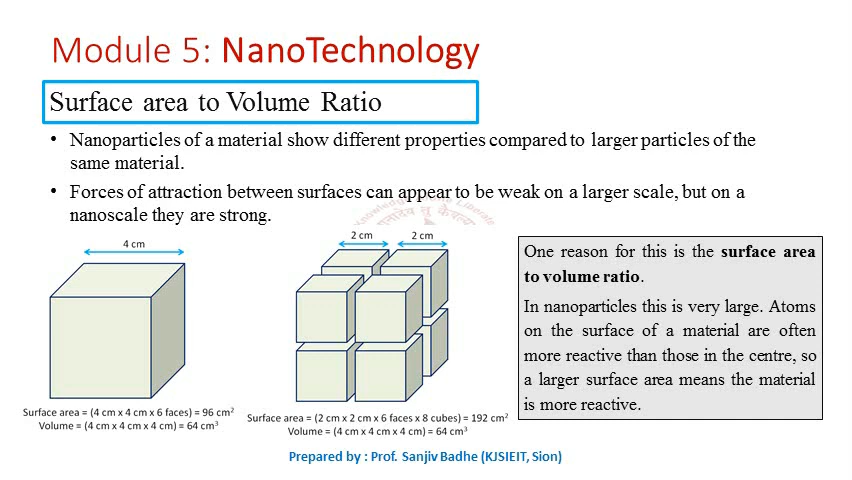 Module 5: NanoTechnology
Surface area to Volume Ratio
• Nanoparticles of a material show different properties compared to larger particles of the
same material.
• Forces of attraction between surfaces can appear to be weak on a larger scale, but on a
nanoscale they are strong.
4 cm
2 cm 2 cm
Surface area = (4 cm x 4 cm x 6 faces) = 96 cm²
Volume = (4 cm x 4 cm x 4 cm) = 64 cm³
Surface area = (2 cm x 2 cm x 6 faces x 8 cubes) = 192 cm²
Volume = (4 cm x 4 cm x 4 cm) = 64 cm³
One reason for this is the surface area
to volume ratio.
In nanoparticles this is very large. Atoms
on the surface of a material are often
more reactive than those in the centre, so
a larger surface area means the material
is more reactive.
Prepared by : Prof. Sanjiv Badhe (KJSIEIT, Sion)